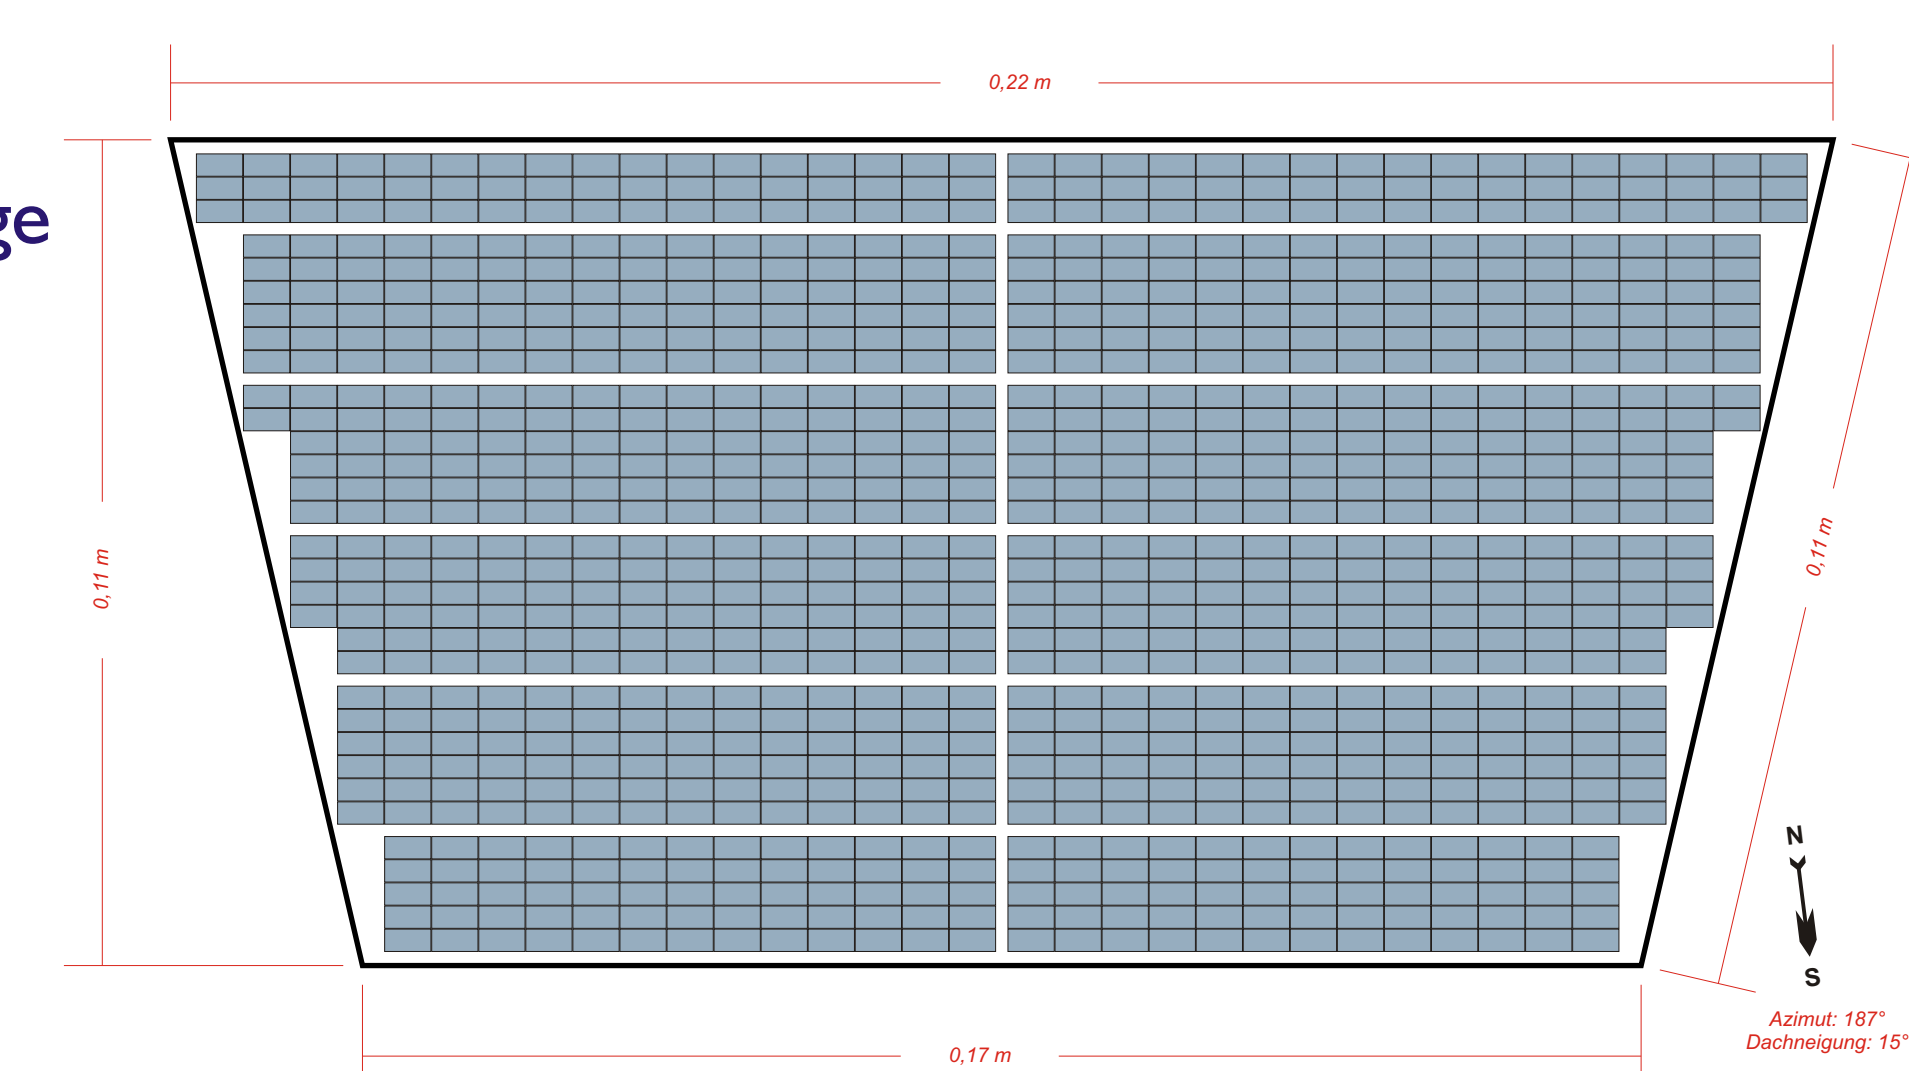 0,22 m
ge
0,11 m
0,11 m
N
S
Azimut: 187°
Dachneigung: 15°
0,17 m